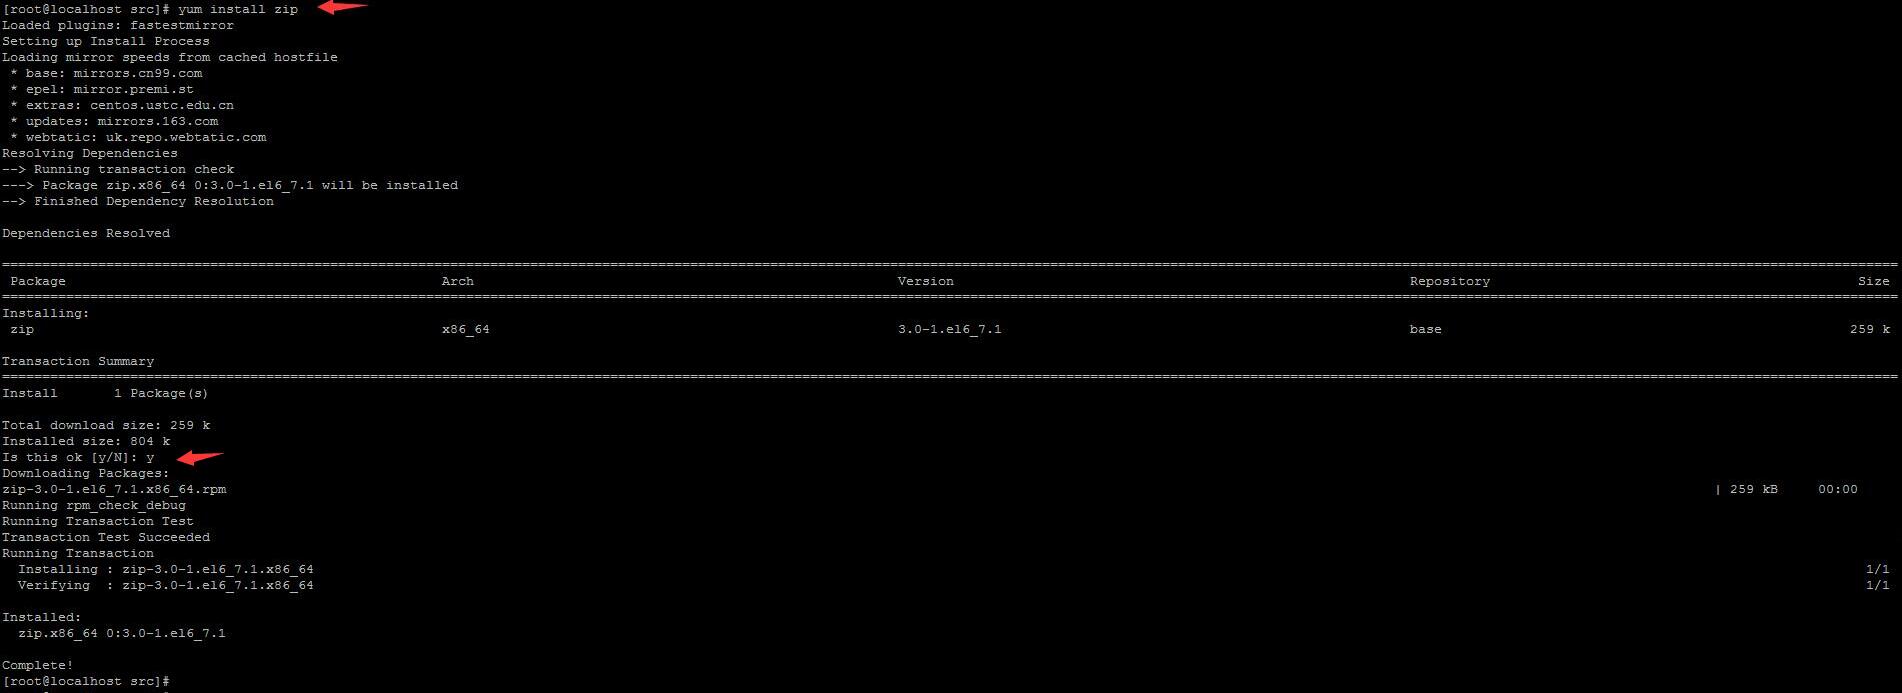 [root@localhost src]# yum install zip
Loaded plugins: fastestmirror
Setting up Install Process
Loading mirror speeds from cached hostfile
 * base: mirrors.cn99.com
 * epel: mirror.premi.st
 * extras: centos.ustc.edu.cn
 * updates: mirrors.163.com
 * webtatic: uk.repo.webtatic.com
Resolving Dependencies
--> Running transaction check
---> Package zip.x86_64 0:3.0-1.el6_7.1 will be installed
--> Finished Dependency Resolution
Dependencies Resolved
Package Arch Version Repository Size
Installing:
 zip x86_64 3.0-1.el6_7.1 base 259 k
Transaction Summary
Install 1 Package(s)
Total download size: 259 k
Installed size: 804 k
Is this ok [y/N]: y
Downloading Packages:
zip-3.0-1.el6_7.1.x86_64.rpm | 259 kB 00:00
Running rpm_check_debug
Running Transaction Test
Transaction Test Succeeded
Running Transaction
  Installing : zip-3.0-1.el6_7.1.x86_64 1/1
  Verifying  : zip-3.0-1.el6_7.1.x86_64 1/1
Installed:
  zip.x86_64 0:3.0-1.el6_7.1
Complete!
[root@localhost src]#